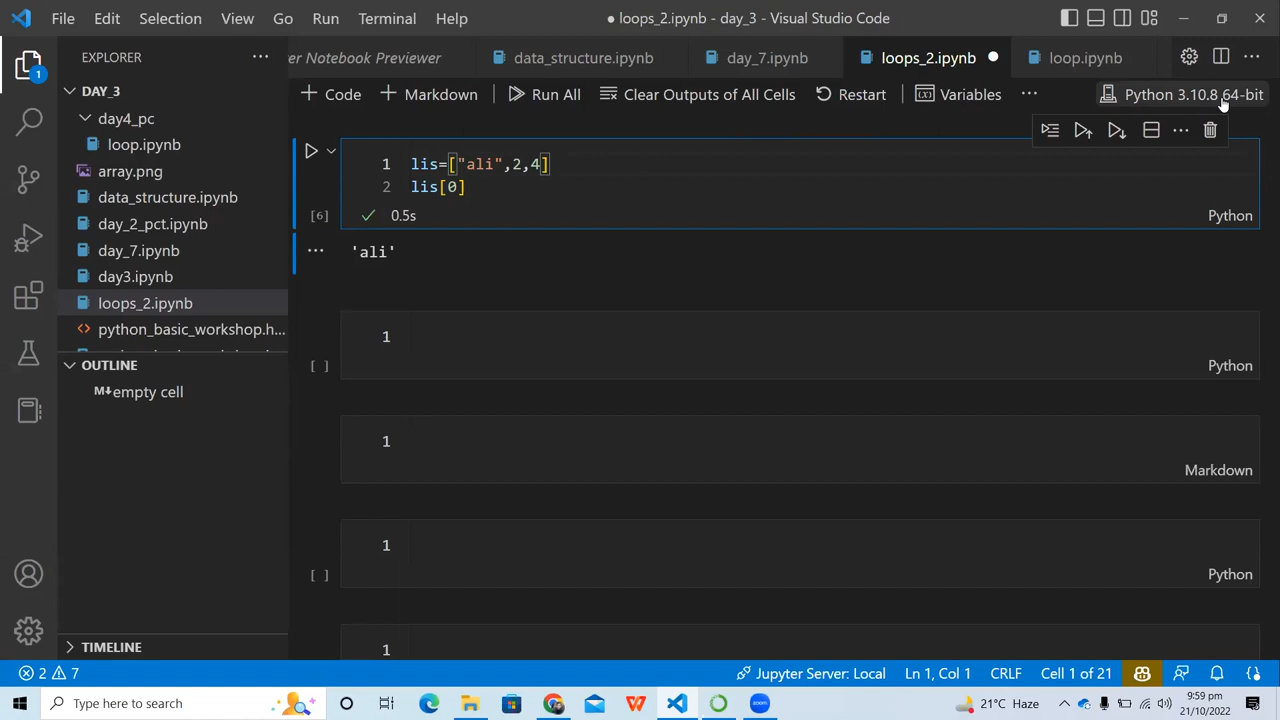 File Edit Selection View Go Run Terminal Help
● loops_2.ipynb - day_3 - Visual Studio Code
EXPLORER
er Notebook Previewer
data_structure.ipynb
day_7.ipynb
loops_2.ipynb
loop.ipynb
DAY_3
Code
Markdown
Run All
Clear Outputs of All Cells
Restart
Variables
Python 3.10.8 64-bit
day4_pc
loop.ipynb
array.png
data_structure.ipynb
day_2_pct.ipynb
day_7.ipynb
day3.ipynb
loops_2.ipynb
python_basic_workshop.h...
OUTLINE
M↓ empty cell
TIMELINE
1 lis=["ali",2,4]
2 lis[0]
[6] 0.5s Python
'ali'
1
[ ] Python
1
Markdown
1
[ ] Python
1
1
2 7
Jupyter Server: Local
Ln 1, Col 1
CRLF
Cell 1 of 21
Type here to search
W
zoom
21°C Haze
9:59 pm
21/10/2022